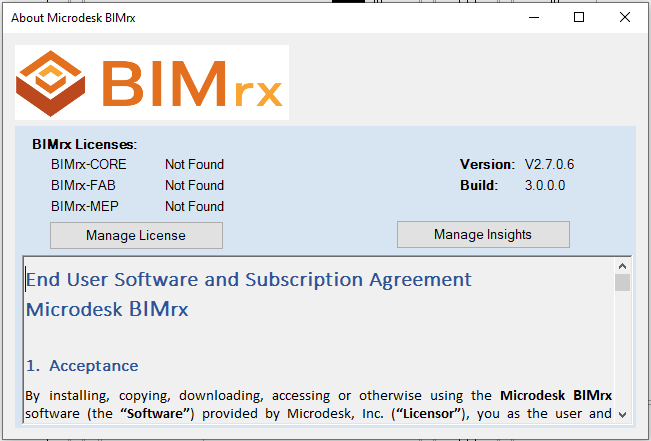 About Microdesk BIMrx
BIMrx
BIMrx Licenses:
BIMrx-CORE Not Found
BIMrx-FAB Not Found
BIMrx-MEP Not Found
Version: V2.7.0.6
Build: 3.0.0.0
Manage License
Manage Insights
End User Software and Subscription Agreement
Microdesk BIMrx
1. Acceptance
By installing, copying, downloading, accessing or otherwise using the Microdesk BIMrx
software (the “Software”) provided by Microdesk, Inc. (“Licensor”), you as the user and